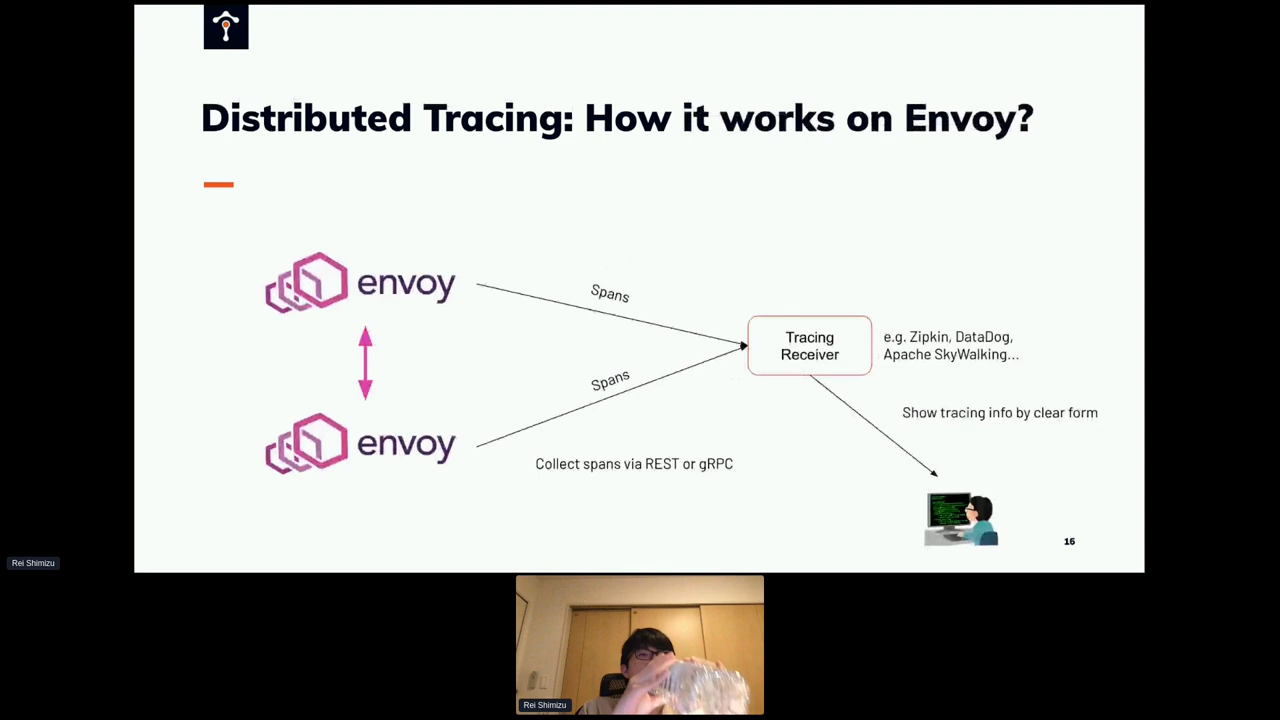 Distributed Tracing: How it works on Envoy?
envoy
Spans
Tracing
Receiver
e.g. Zipkin, DataDog,
Apache SkyWalking...
Spans
Show tracing info by clear form
envoy
Collect spans via REST or gRPC
16
Rei Shimizu
Rei Shimizu